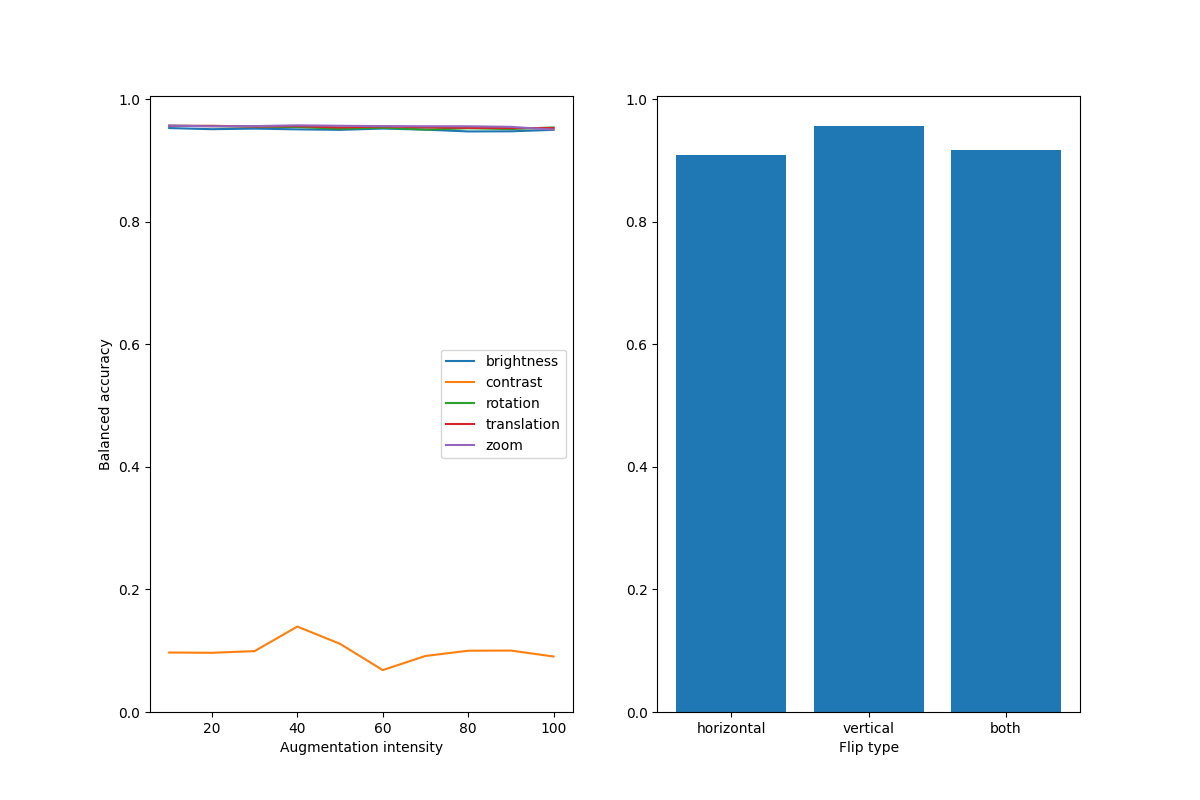 1.0
0.8
0.6
0.4
0.2
0.0
Balanced accuracy
20 40 60 80 100
Augmentation intensity
brightness
contrast
rotation
translation
zoom
1.0
0.8
0.6
0.4
0.2
0.0
horizontal vertical both
Flip type